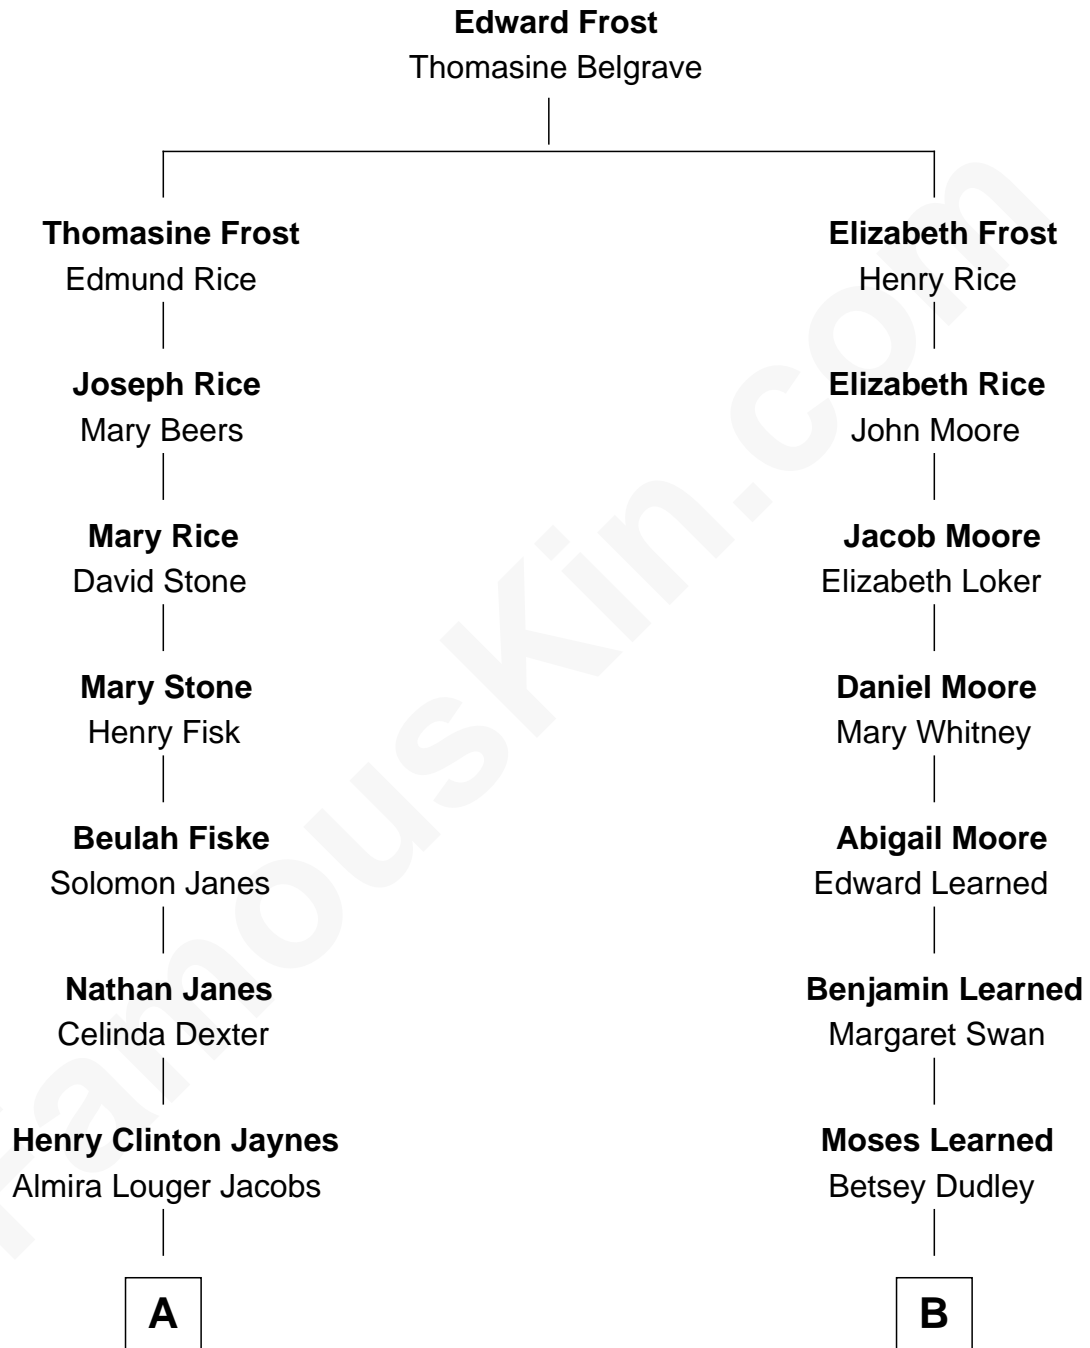 Edward Frost
Thomasine Belgrave
Thomasine Frost
Edmund Rice
Elizabeth Frost
Henry Rice
Joseph Rice
Mary Beers
Elizabeth Rice
John Moore
Mary Rice
David Stone
Jacob Moore
Elizabeth Loker
Mary Stone
Henry Fisk
Daniel Moore
Mary Whitney
Beulah Fiske
Solomon Janes
Abigail Moore
Edward Learned
Nathan Janes
Celinda Dexter
Benjamin Learned
Margaret Swan
Henry Clinton Jaynes
Almira Louger Jacobs
Moses Learned
Betsey Dudley
A
B
FamousKin.com